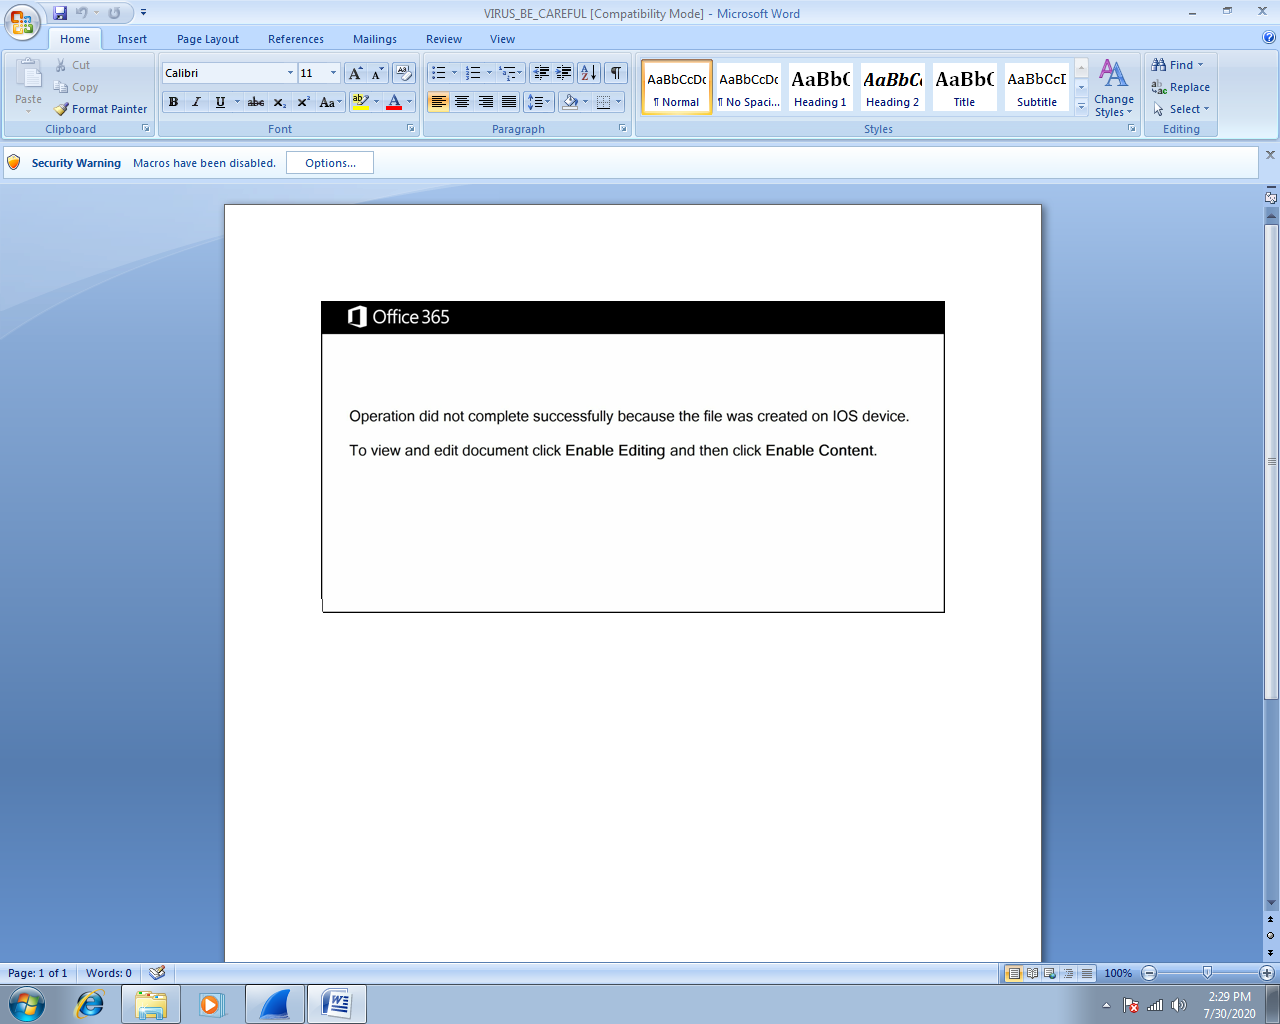 VIRUS_BE_CAREFUL [Compatibility Mode] - Microsoft Word
Home Insert Page Layout References Mailings Review View
Paste
Cut
Copy
Format Painter
Clipboard
Calibri 11
B I U abc x₂ x² Aa
Font
Paragraph
AaBbCcDc AaBbCcDc AaBbC AaBbCc AaBbC AaBbCcI
¶ Normal ¶ No Spaci... Heading 1 Heading 2 Title Subtitle
Change
Styles
Styles
Find
Replace
Select
Editing
Security Warning Macros have been disabled. Options...
Office 365
Operation did not complete successfully because the file was created on IOS device.
To view and edit document click Enable Editing and then click Enable Content.
Page: 1 of 1 Words: 0 100%
2:29 PM
7/30/2020